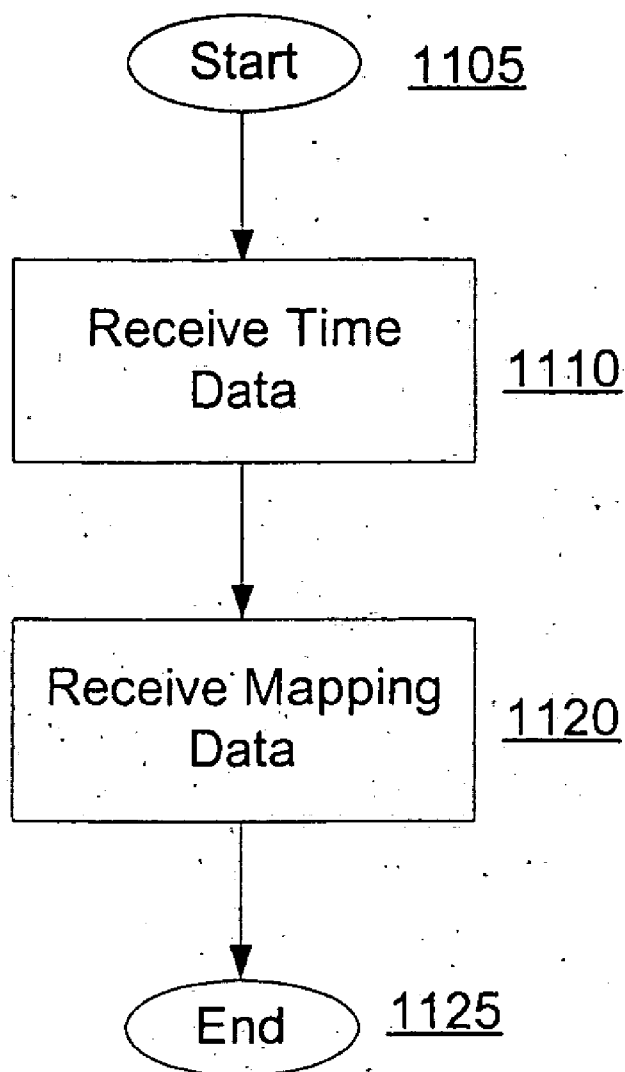 Start
1105
Receive Time
Data
1110
Receive Mapping
Data
1120
End
1125